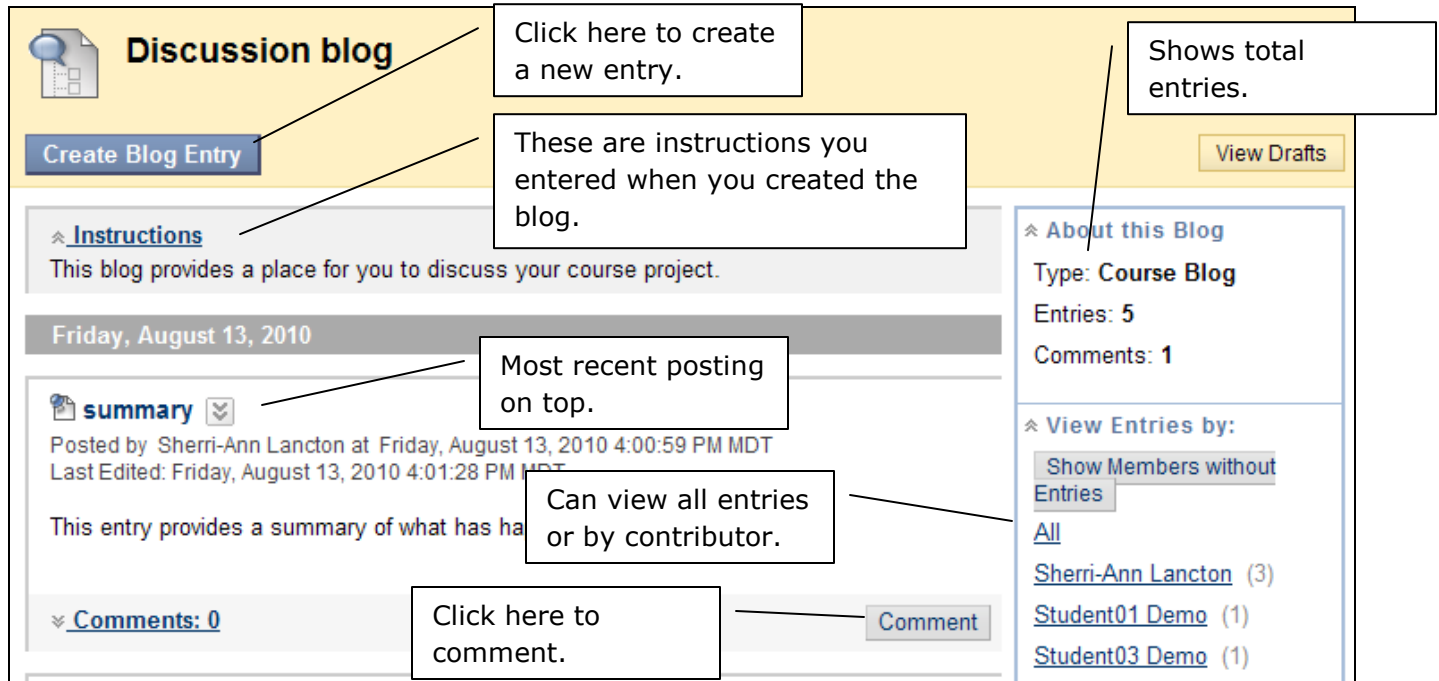 Discussion blog
Click here to create
a new entry.
Shows total
entries.
Create Blog Entry
These are instructions you
entered when you created the
blog.
View Drafts
Instructions
This blog provides a place for you to discuss your course project.
Friday, August 13, 2010
Most recent posting
on top.
summary
Posted by Sherri-Ann Lancton at Friday, August 13, 2010 4:00:59 PM MDT
Last Edited: Friday, August 13, 2010 4:01:28 PM MDT
This entry provides a summary of what has
Can view all entries
or by contributor.
Comments: 0
Click here to
comment.
Comment
About this Blog
Type: Course Blog
Entries: 5
Comments: 1
View Entries by:
Show Members without
Entries
All
Sherri-Ann Lancton (3)
Student01 Demo (1)
Student03 Demo (1)